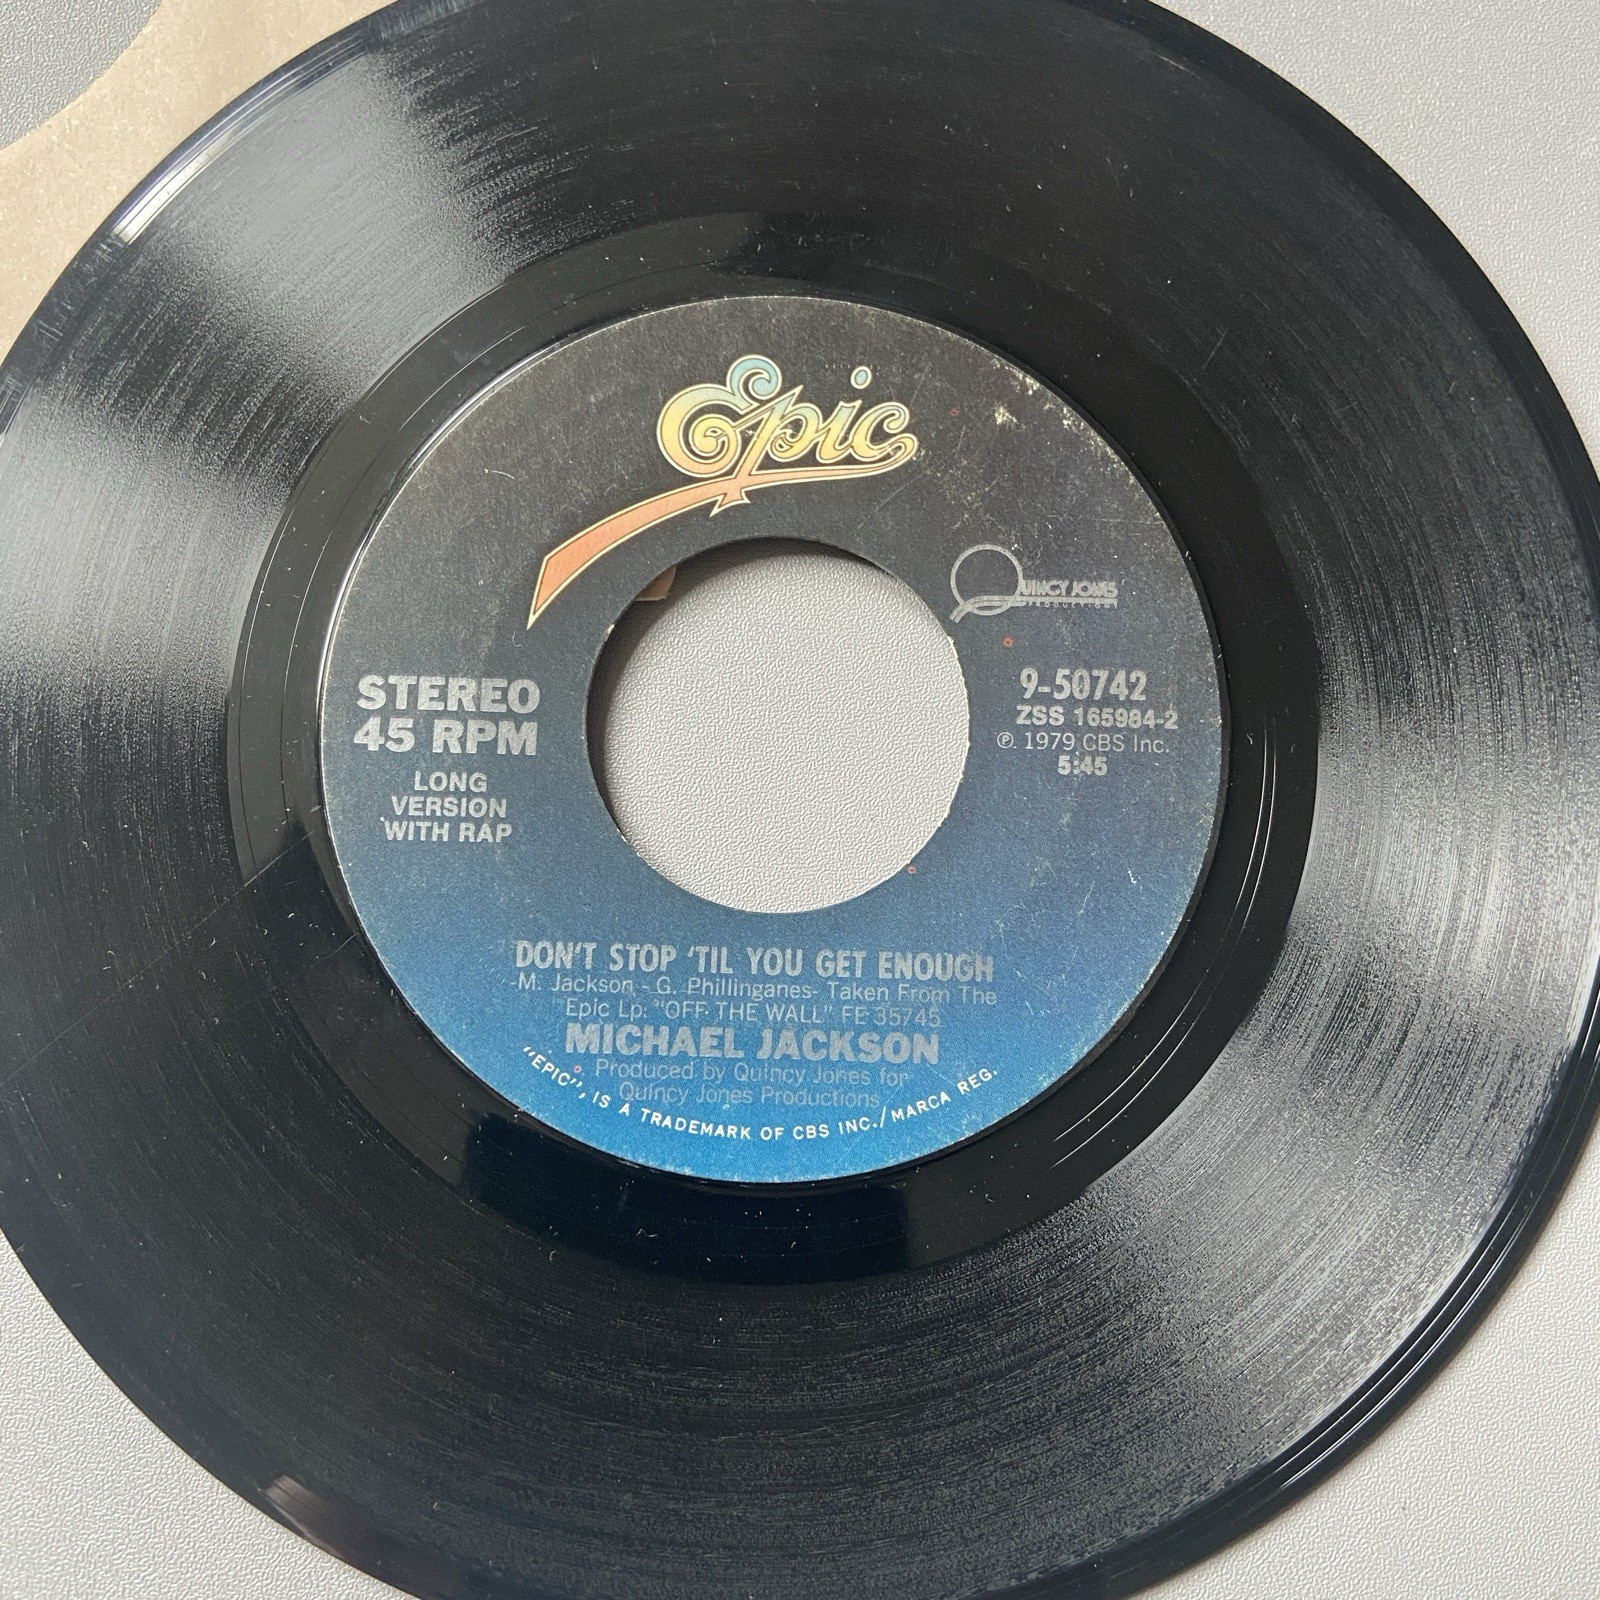 Epic
QUINCY JONES
PRODUCTIONS
STEREO
45 RPM
LONG
VERSION
WITH RAP
9-50742
ZSS 165984-2
℗ 1979 CBS Inc.
5:45
DON'T STOP 'TIL YOU GET ENOUGH
-M. Jackson - G. Phillinganes- Taken From The
Epic Lp: "OFF THE WALL" FE 35745
MICHAEL JACKSON
Produced by Quincy Jones for
Quincy Jones Productions
"EPIC", IS A TRADEMARK OF CBS INC./MARCA REG.